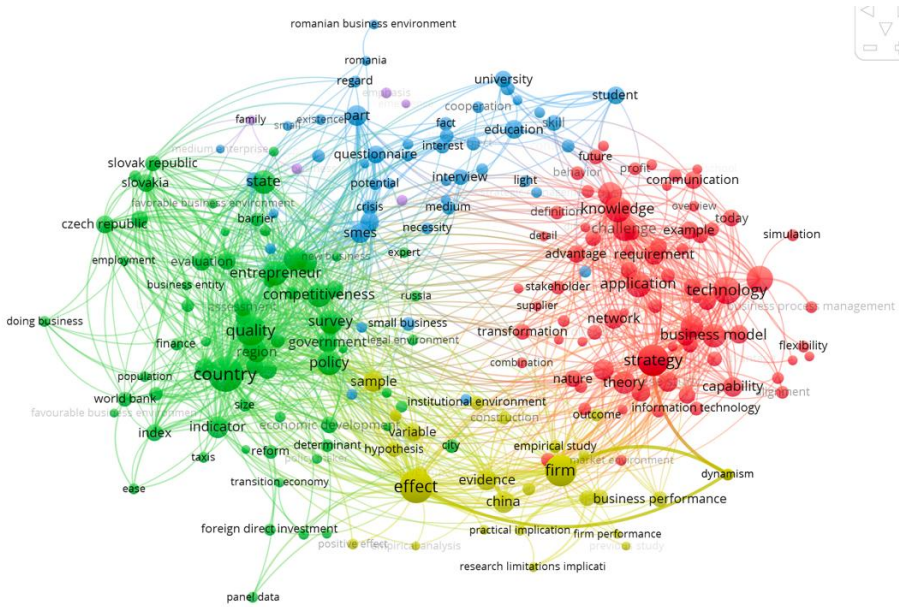 romanian business environment
romania
regard
university
emphasis
student
cooperation
family
small
existence
part
fact
skill
education
questionnaire
interest
future
medium enterprise
slovak republic
state
interview
light
behavior
profit
communication
slovakia
potential
favorable business environment
crisis
medium
definition
knowledge
overview
barrier
necessity
challenge
example
today
czech republic
smes
detail
simulation
new business
expert
advantage
requirement
employment
evaluation
entrepreneur
business entity
competitiveness
russia
stakeholder
application
technology
assessment
supplier
business process management
doing business
quality
survey
small business
network
finance
government
legal environment
transformation
business model
flexibility
region
policy
combination
strategy
population
country
sample
nature
theory
capability
alignment
world bank
size
institutional environment
favourable business environmen
construction
outcome
information technology
index
indicator
economic development
variable
taxis
reform
determinant
hypothesis
city
empirical study
market environment
transition economy
effect
evidence
firm
dynamism
ease
china
business performance
foreign direct investment
practical implication
firm performance
positive effect
empirical analysis
previous study
research limitations implicati
panel data